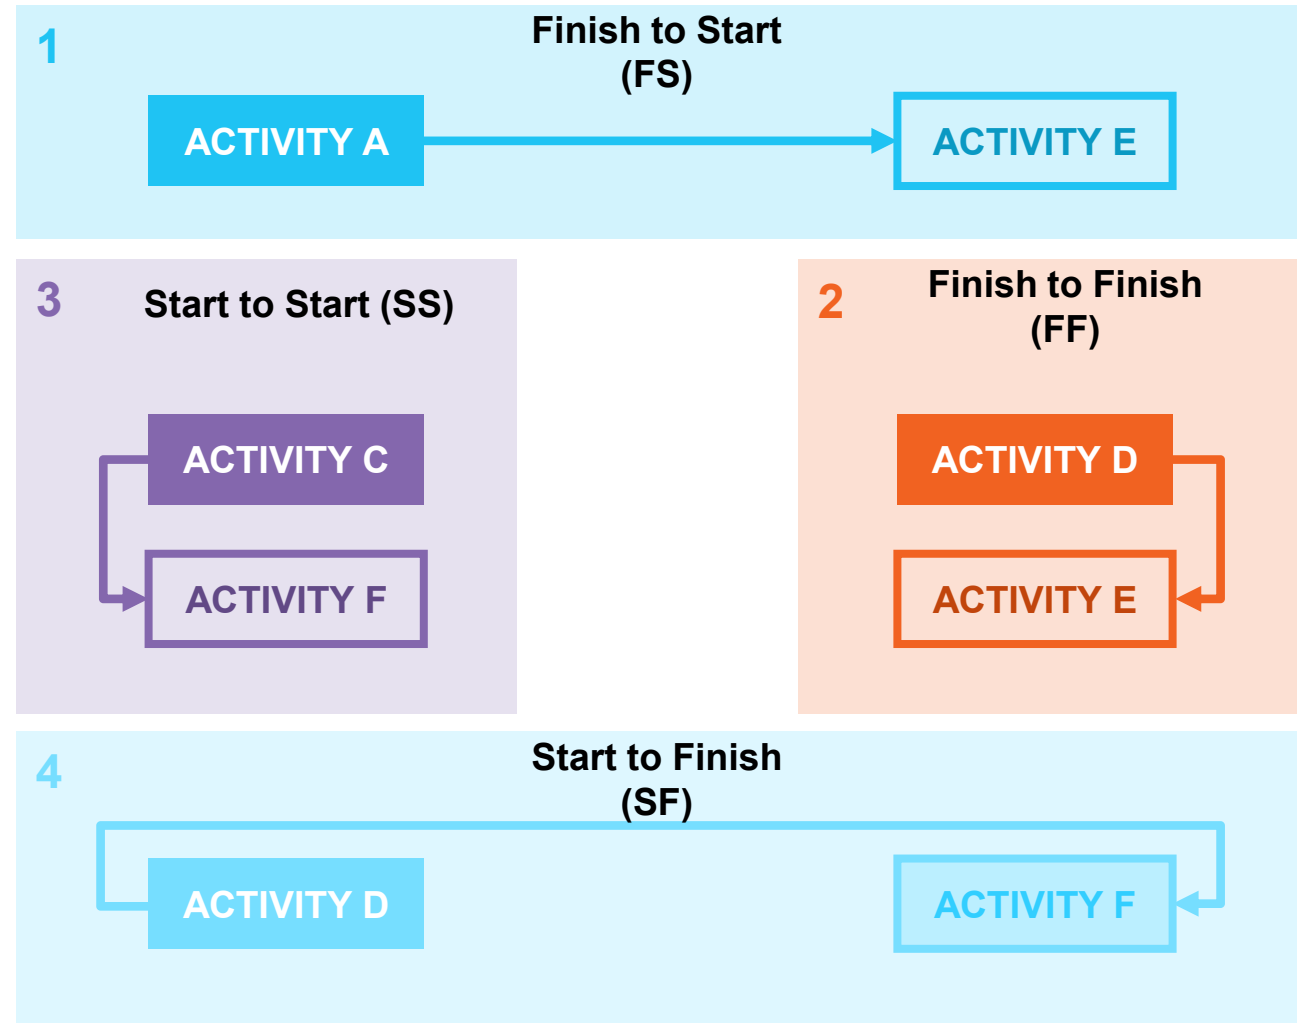 1
Finish to Start
(FS)
ACTIVITY A
ACTIVITY E
3
Start to Start (SS)
ACTIVITY C
ACTIVITY F
2
Finish to Finish
(FF)
ACTIVITY D
ACTIVITY E
4
Start to Finish
(SF)
ACTIVITY D
ACTIVITY F